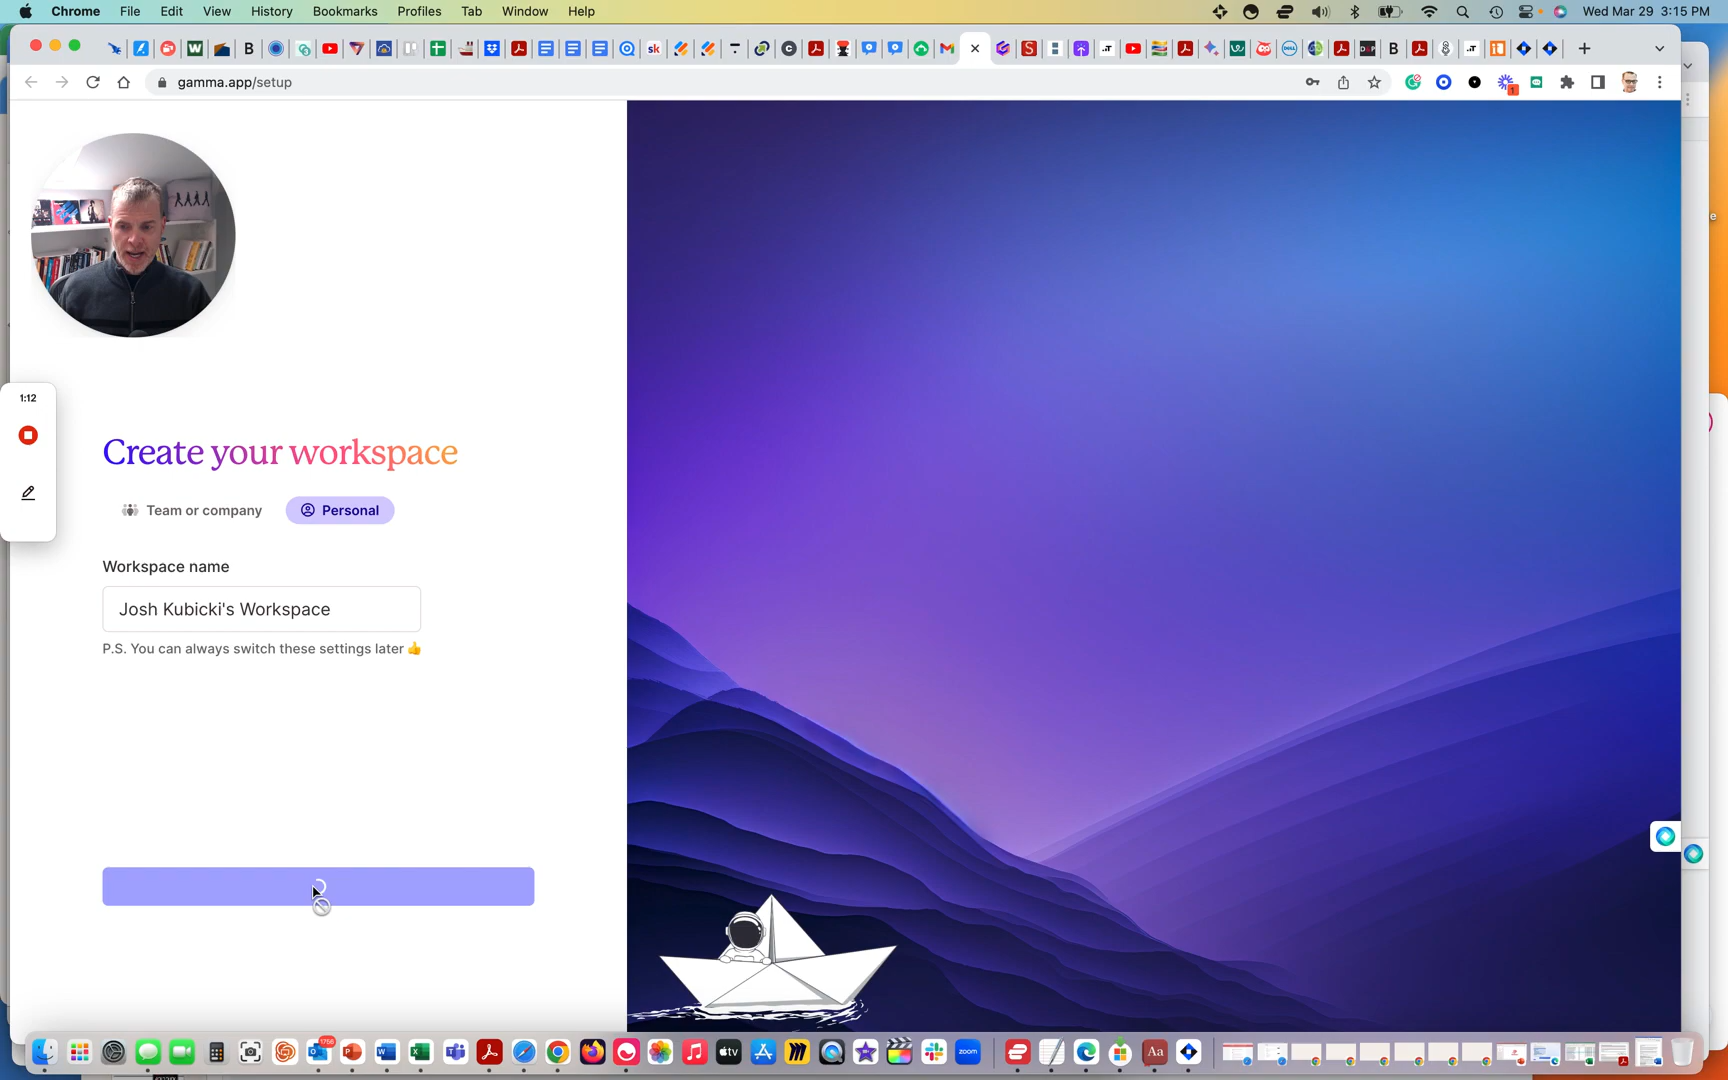 Chrome File Edit View History Bookmarks Profiles Tab Window Help
Wed Mar 29 3:15 PM
gamma.app/setup
1:12
Create your workspace
Team or company
Personal
Workspace name
Josh Kubicki's Workspace
P.S. You can always switch these settings later 👍